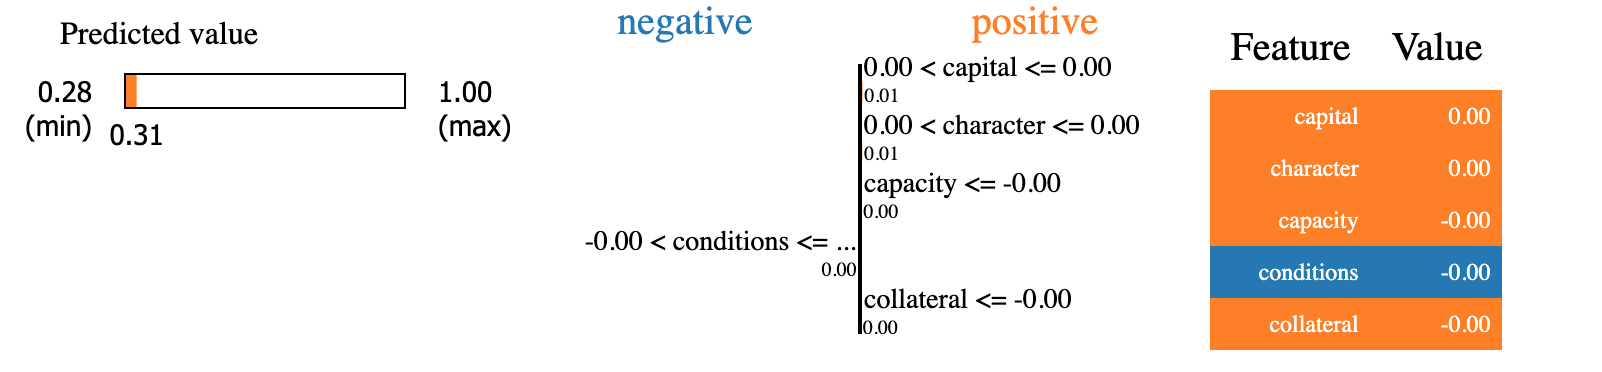 Predicted value
0.28
(min)
0.31
1.00
(max)
negative
positive
0.00 < capital <= 0.00
0.01
0.00 < character <= 0.00
0.01
capacity <= -0.00
0.00
-0.00 < conditions <= ...
0.00
collateral <= -0.00
0.00
Feature Value
capital 0.00
character 0.00
capacity -0.00
conditions -0.00
collateral -0.00